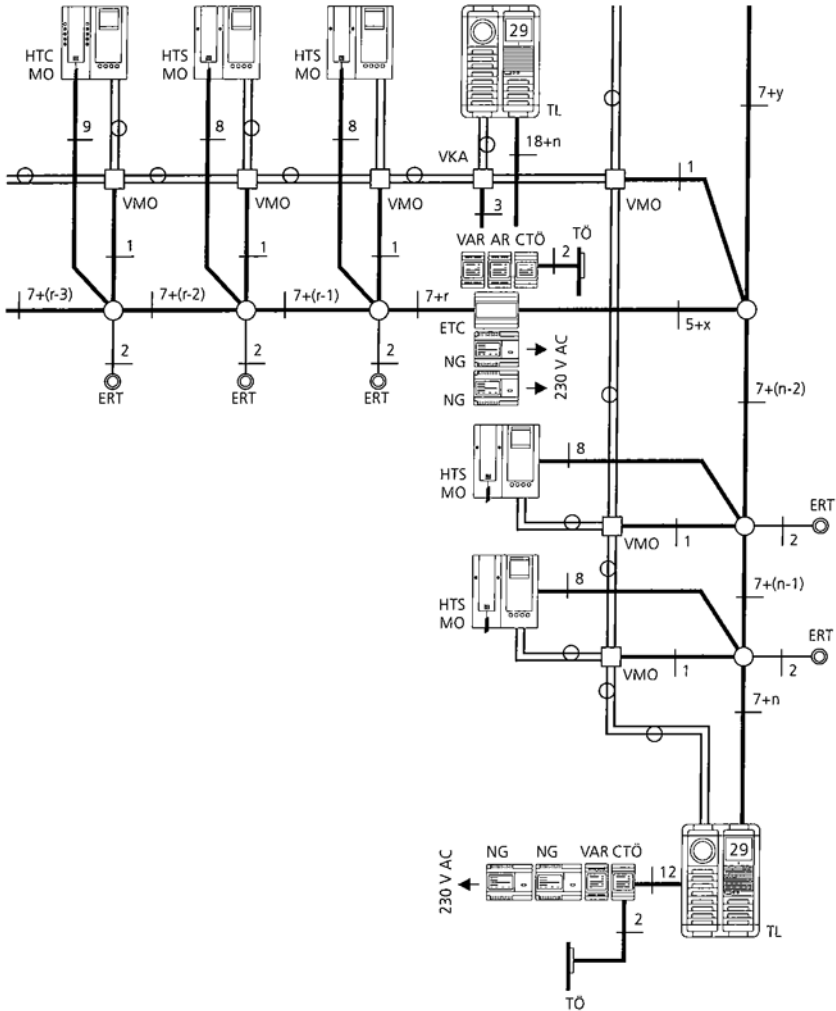 HTC
MO
HTS
MO
HTS
MO
29
TL
7+y
9
8
8
18+n
VKA
1
VMO
VMO
VMO
VMO
3
1
1
1
VAR AR CTÖ
2
TÖ
7+(r-3)
7+(r-2)
7+(r-1)
7+r
5+x
ETC
NG
NG
230 V AC
2
2
2
ERT
ERT
ERT
7+(n-2)
8
HTS
MO
ERT
VMO
1
2
8
7+(n-1)
HTS
MO
ERT
VMO
1
2
7+n
NG NG VAR CTÖ
29
230 V AC
12
2
TL
TÖ